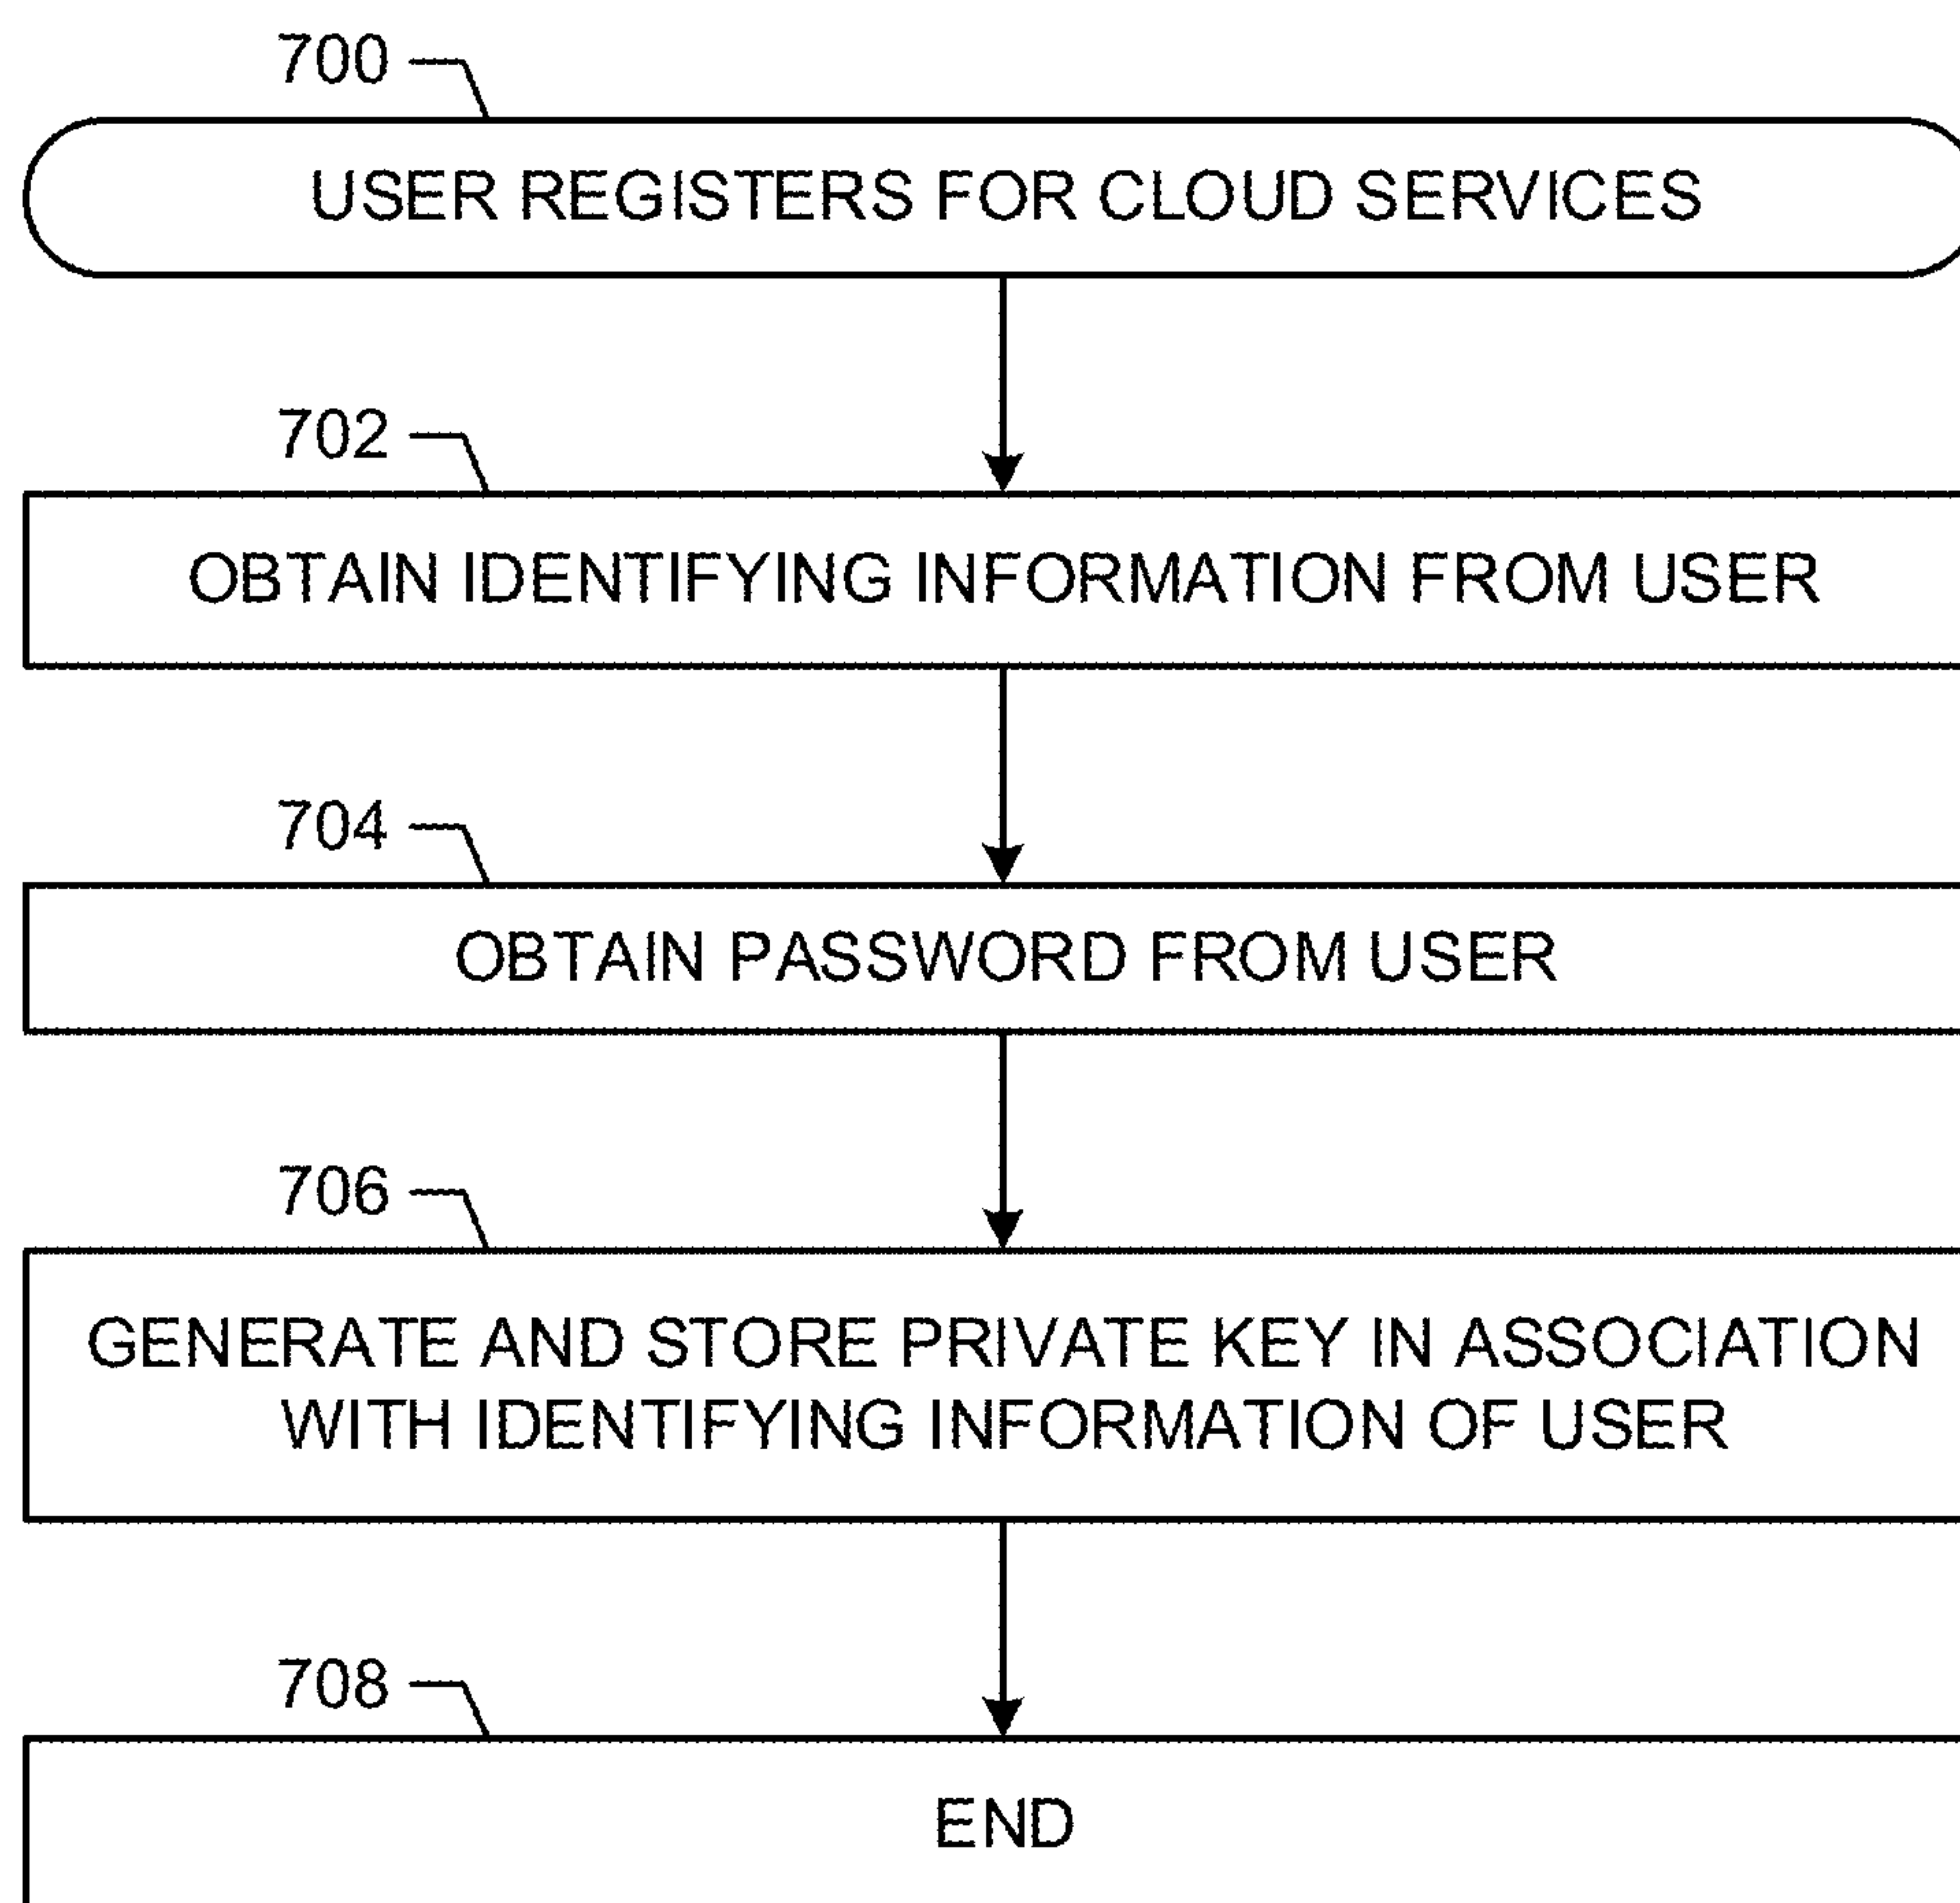 700
USER REGISTERS FOR CLOUD SERVICES
702
OBTAIN IDENTIFYING INFORMATION FROM USER
704
OBTAIN PASSWORD FROM USER
706
GENERATE AND STORE PRIVATE KEY IN ASSOCIATION
WITH IDENTIFYING INFORMATION OF USER
708
END